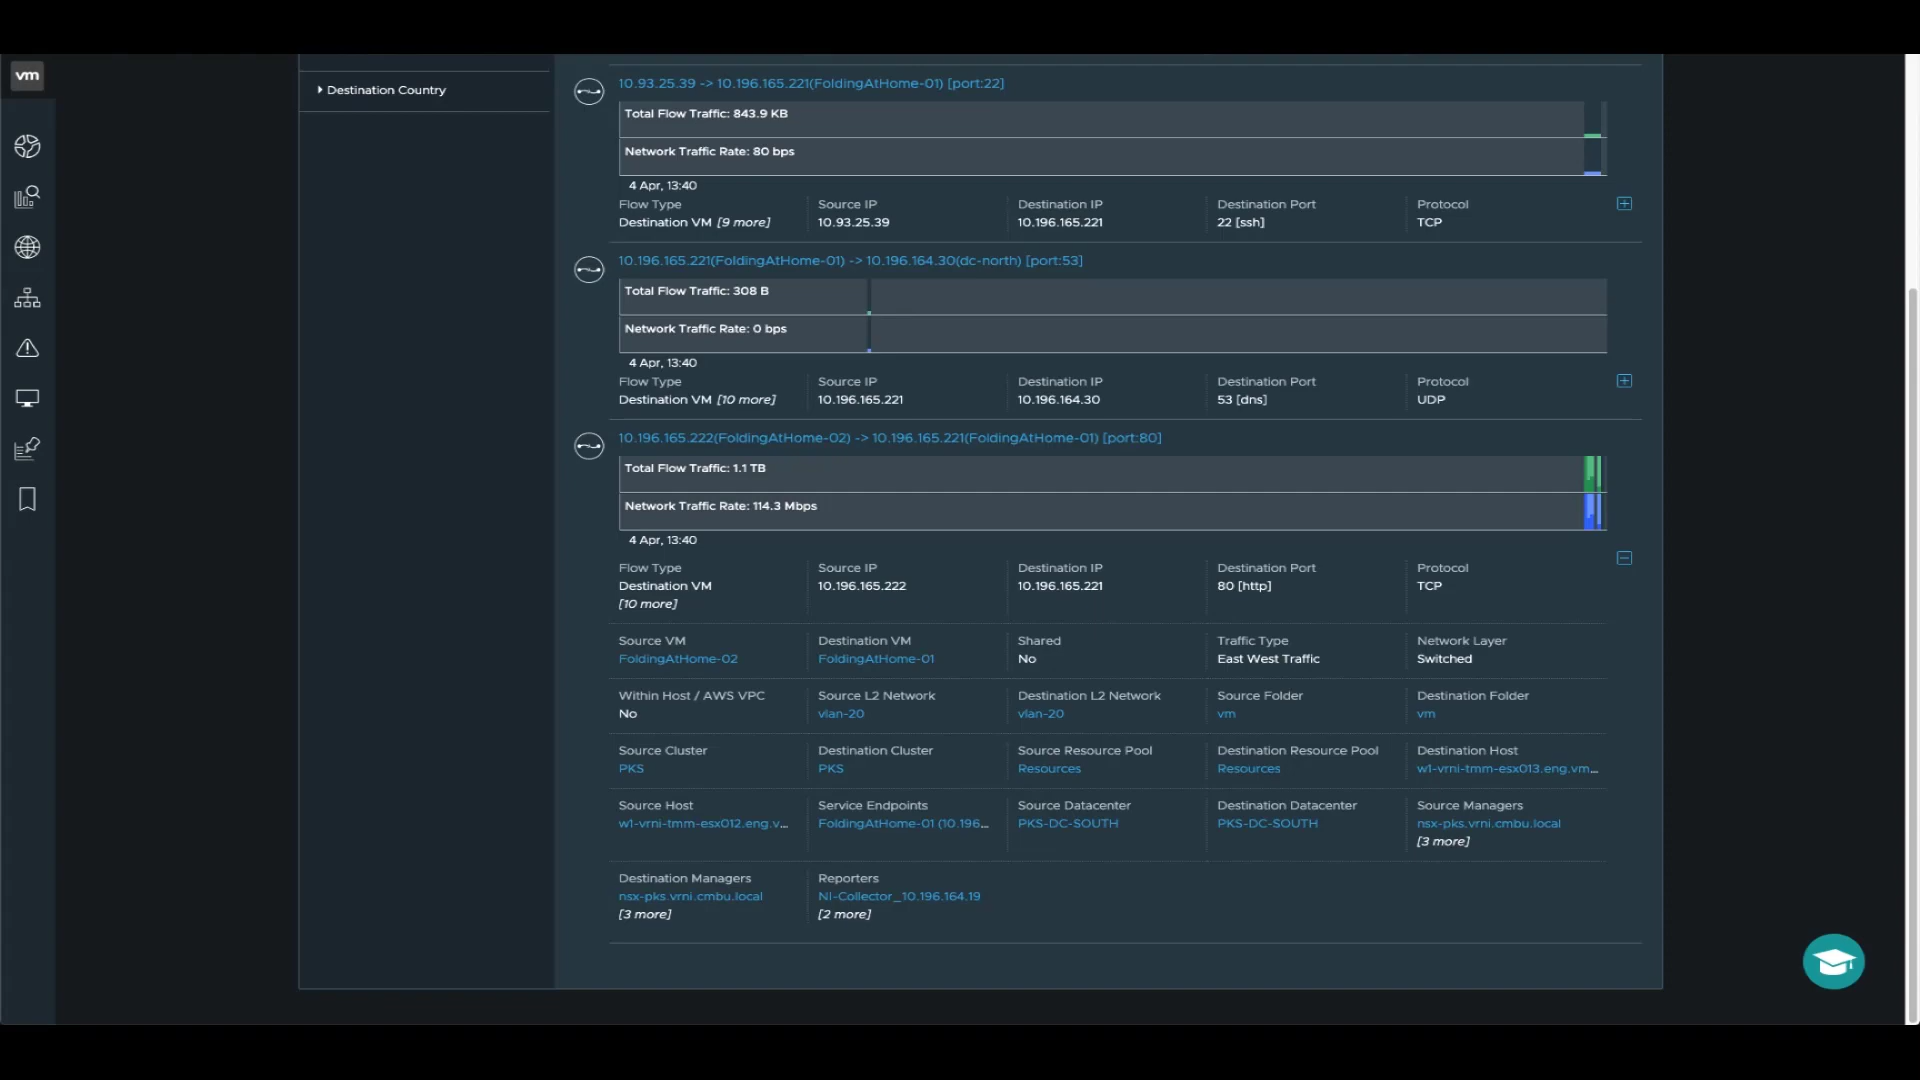 vm
Destination Country
10.93.25.39 -> 10.196.165.221(FoldingAtHome-01) [port:22]
Total Flow Traffic: 843.9 KB
Network Traffic Rate: 80 bps
4 Apr, 13:40
Flow Type Source IP Destination IP Destination Port Protocol
Destination VM [9 more] 10.93.25.39 10.196.165.221 22 [ssh] TCP
10.196.165.221(FoldingAtHome-01) -> 10.196.164.30(dc-north) [port:53]
Total Flow Traffic: 308 B
Network Traffic Rate: 0 bps
4 Apr, 13:40
Flow Type Source IP Destination IP Destination Port Protocol
Destination VM [10 more] 10.196.165.221 10.196.164.30 53 [dns] UDP
10.196.165.222(FoldingAtHome-02) -> 10.196.165.221(FoldingAtHome-01) [port:80]
Total Flow Traffic: 1.1 TB
Network Traffic Rate: 114.3 Mbps
4 Apr, 13:40
Flow Type Source IP Destination IP Destination Port Protocol
Destination VM 10.196.165.222 10.196.165.221 80 [http] TCP
[10 more]
Source VM Destination VM Shared Traffic Type Network Layer
FoldingAtHome-02 FoldingAtHome-01 No East West Traffic Switched
Within Host / AWS VPC Source L2 Network Destination L2 Network Source Folder Destination Folder
No vlan-20 vlan-20 vm vm
Source Cluster Destination Cluster Source Resource Pool Destination Resource Pool Destination Host
PKS PKS Resources Resources w1-vrni-tmm-esx013.eng.vm...
Source Host Service Endpoints Source Datacenter Destination Datacenter Source Managers
w1-vrni-tmm-esx012.eng.v... FoldingAtHome-01 (10.196... PKS-DC-SOUTH PKS-DC-SOUTH nsx-pks.vrni.cmbu.local
[3 more]
Destination Managers Reporters
nsx-pks.vrni.cmbu.local NI-Collector_10.196.164.19
[3 more] [2 more]